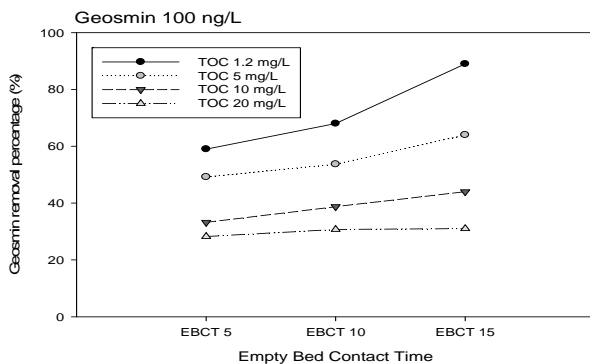 Geosmin 100 ng/L
100
80
60
40
20
0
Geosmin removal percentage (%)
TOC 1.2 mg/L
TOC 5 mg/L
TOC 10 mg/L
TOC 20 mg/L
EBCT 5 EBCT 10 EBCT 15
Empty Bed Contact Time